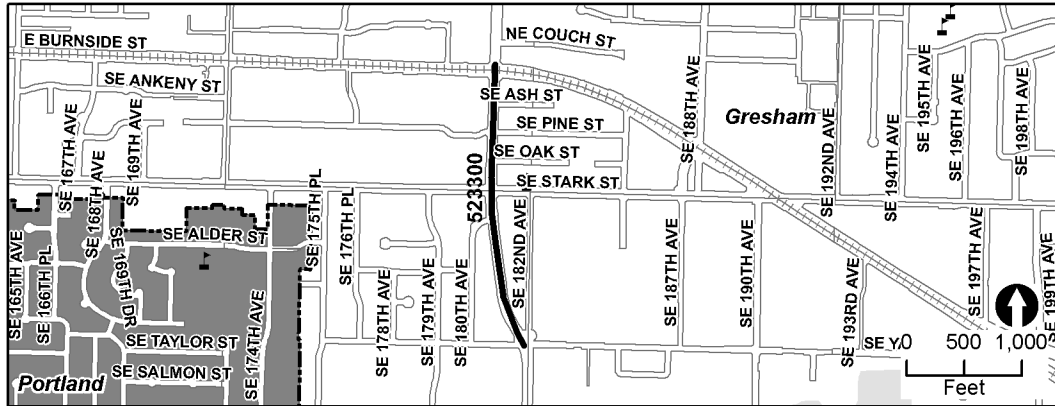 E BURNSIDE ST
NE COUCH ST
SE ANKENY ST
SE ASH ST
SE PINE ST
SE OAK ST
SE STARK ST
SE 167TH AVE
SE 168TH AVE
SE 169TH AVE
SE 188TH AVE
Gresham
SE 192ND AVE
SE 194TH AVE
SE 195TH AVE
SE 196TH AVE
SE 198TH AVE
523300
SE 165TH AVE
SE 166TH PL
SE 169TH DR
SE ALDER ST
SE 174TH AVE
SE 175TH PL
SE 176TH PL
SE 178TH AVE
SE 179TH AVE
SE 180TH AVE
SE 182ND AVE
SE 187TH AVE
SE 190TH AVE
SE 193RD AVE
SE 197TH AVE
SE 199TH AVE
SE TAYLOR ST
SE SALMON ST
Portland
SE Y
0 500 1,000
Feet